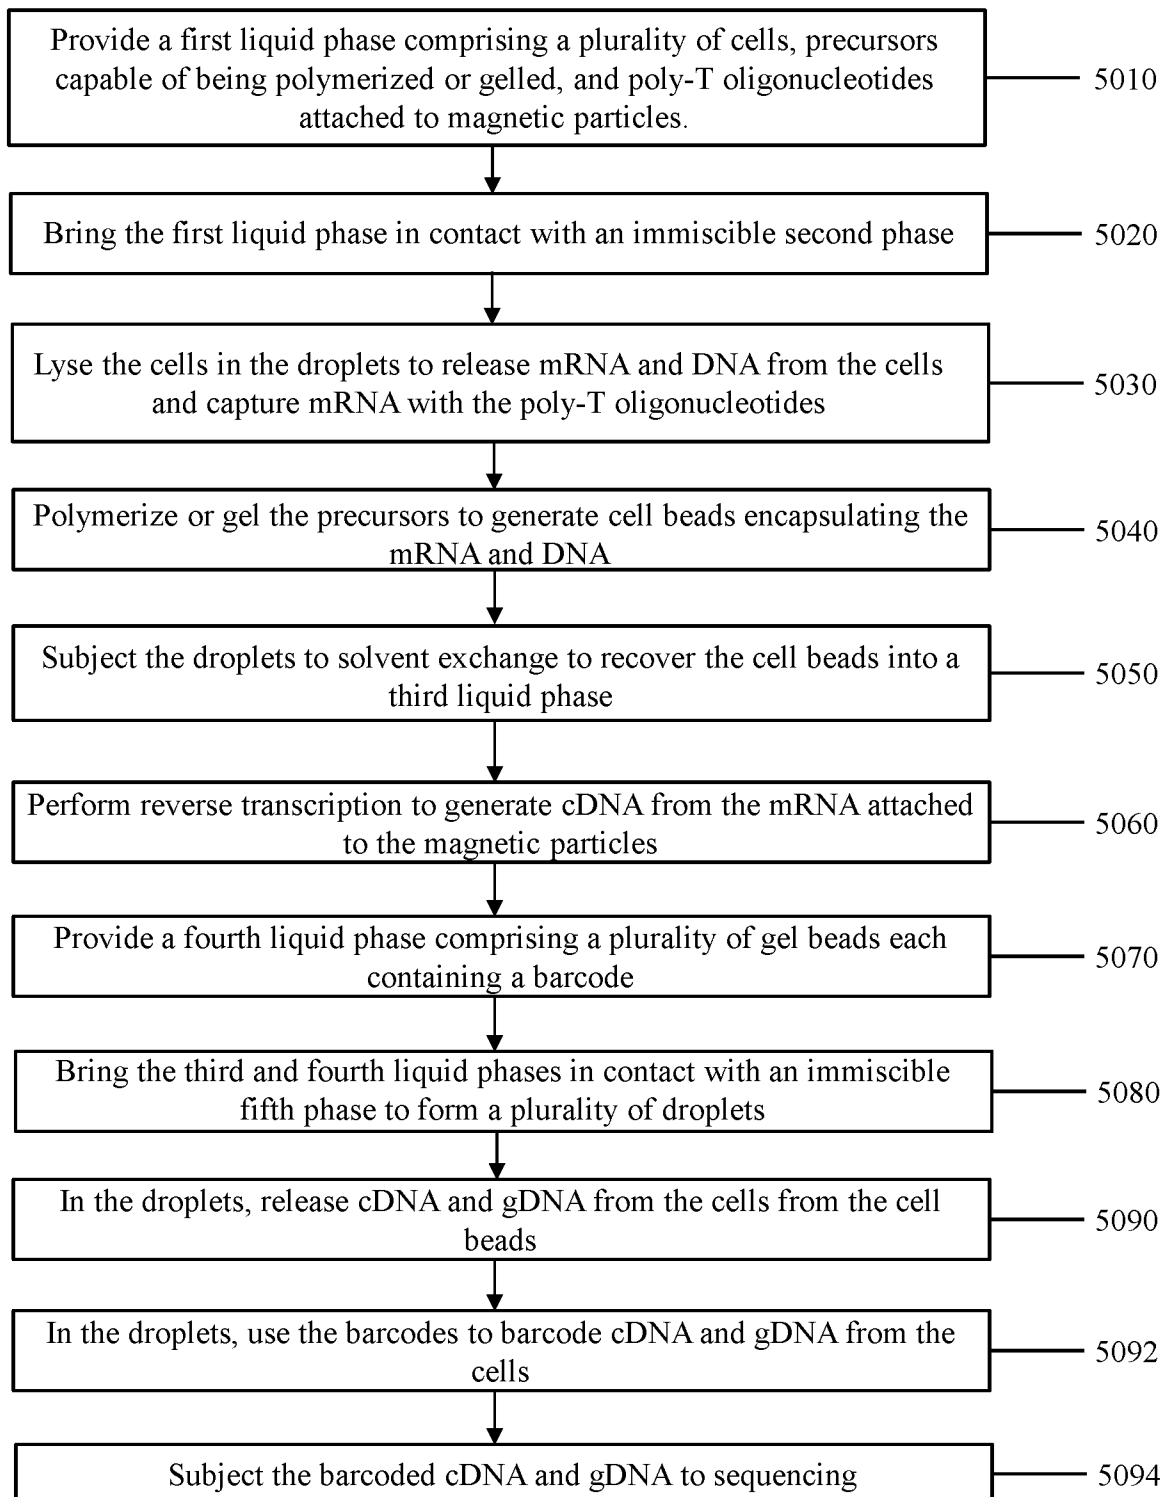 Provide a first liquid phase comprising a plurality of cells, precursors
capable of being polymerized or gelled, and poly-T oligonucleotides
attached to magnetic particles.
5010
Bring the first liquid phase in contact with an immiscible second phase
5020
Lyse the cells in the droplets to release mRNA and DNA from the cells
and capture mRNA with the poly-T oligonucleotides
5030
Polymerize or gel the precursors to generate cell beads encapsulating the
mRNA and DNA
5040
Subject the droplets to solvent exchange to recover the cell beads into a
third liquid phase
5050
Perform reverse transcription to generate cDNA from the mRNA attached
to the magnetic particles
5060
Provide a fourth liquid phase comprising a plurality of gel beads each
containing a barcode
5070
Bring the third and fourth liquid phases in contact with an immiscible
fifth phase to form a plurality of droplets
5080
In the droplets, release cDNA and gDNA from the cells from the cell
beads
5090
In the droplets, use the barcodes to barcode cDNA and gDNA from the
cells
5092
Subject the barcoded cDNA and gDNA to sequencing
5094